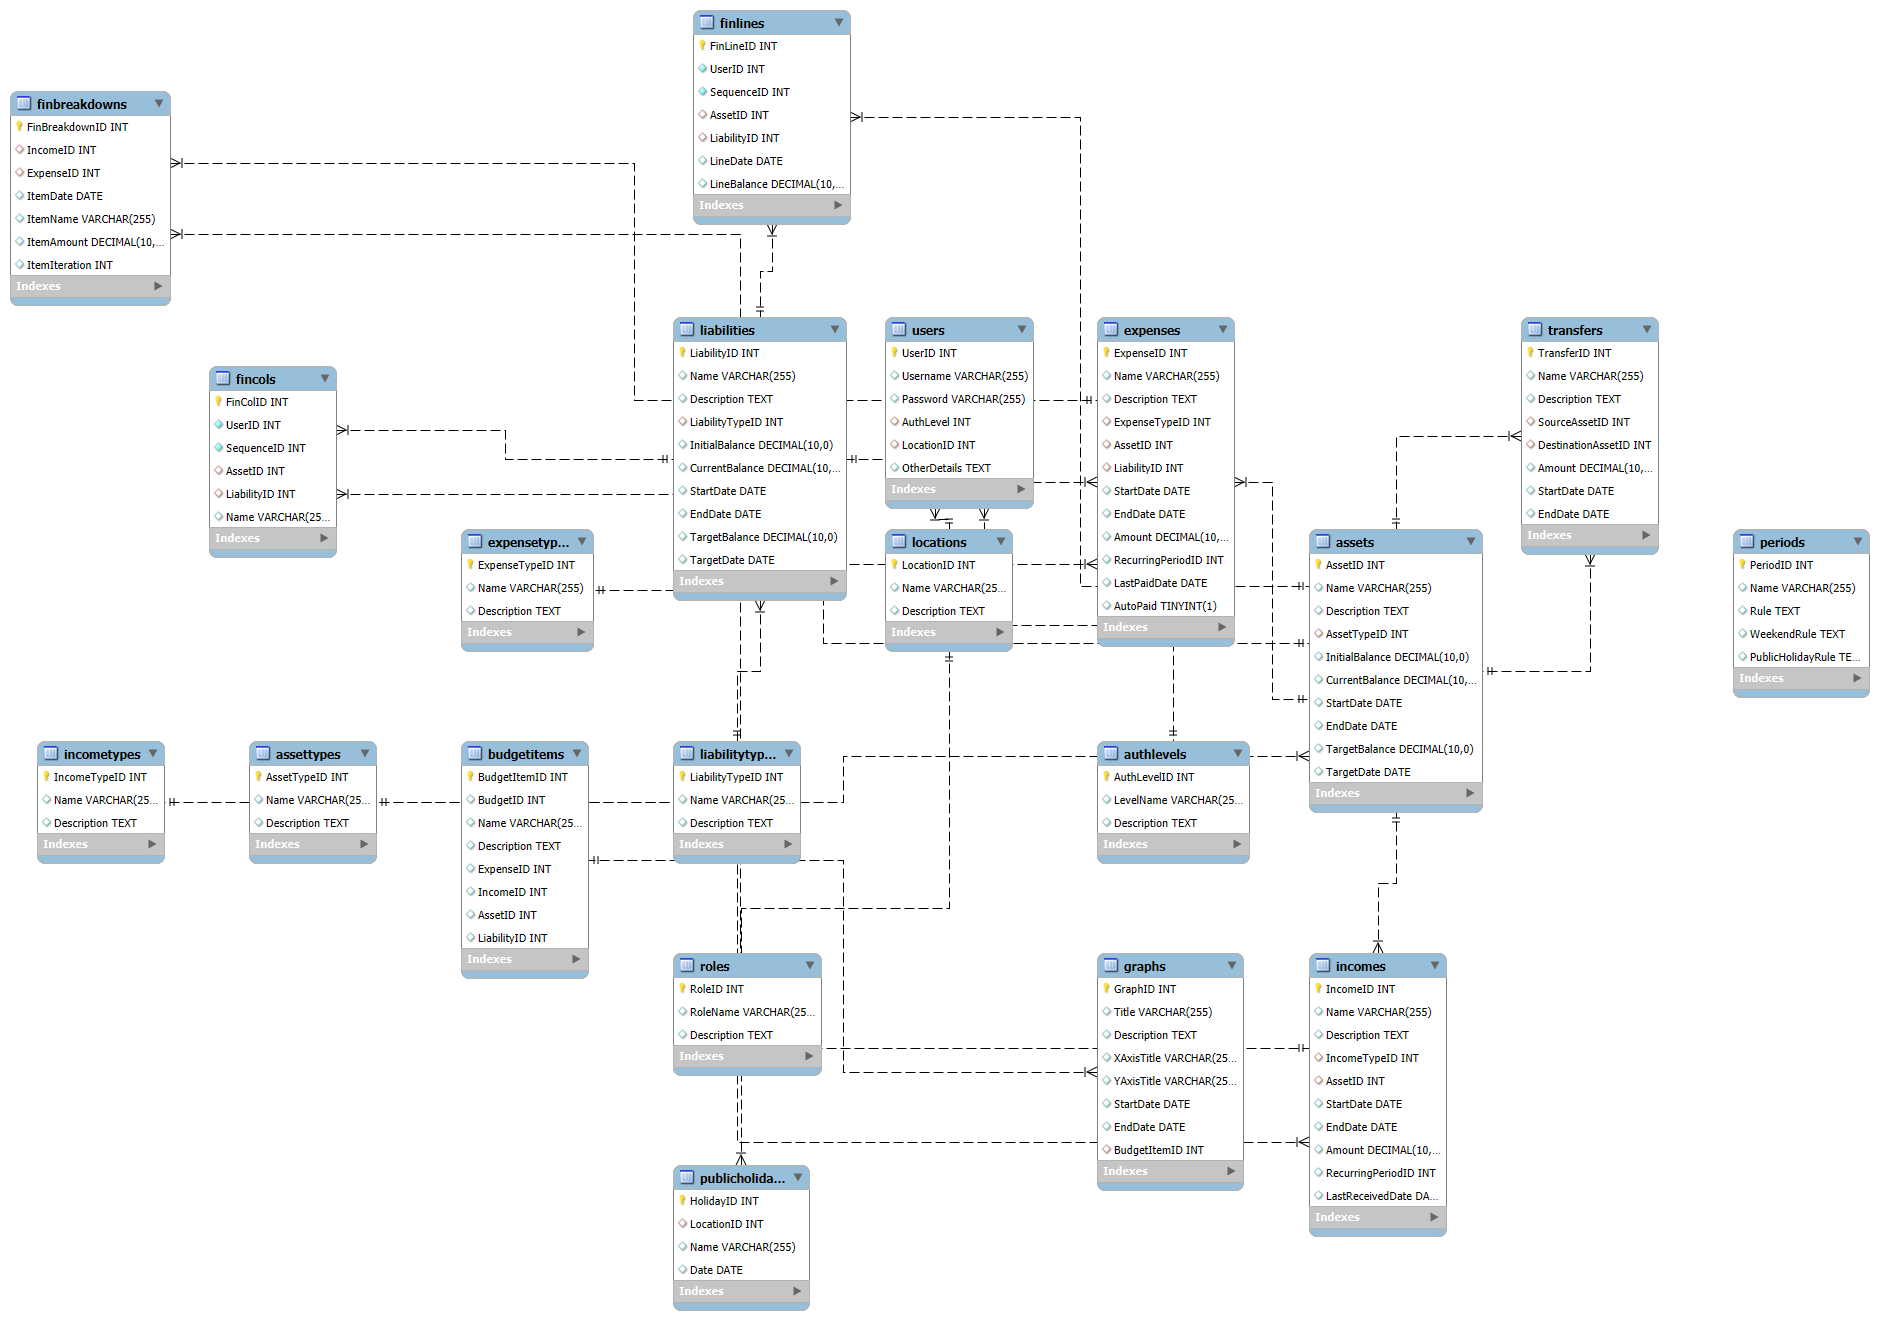 finlines
FinLineID INT
UserID INT
SequenceID INT
AssetID INT
LiabilityID INT
LineDate DATE
LineBalance DECIMAL(10,...
Indexes
finbreakdowns
FinBreakdownID INT
IncomeID INT
ExpenseID INT
ItemDate DATE
ItemName VARCHAR(255)
ItemAmount DECIMAL(10,...
ItemIteration INT
Indexes
liabilities
LiabilityID INT
Name VARCHAR(255)
Description TEXT
LiabilityTypeID INT
InitialBalance DECIMAL(10,0)
CurrentBalance DECIMAL(10,...
StartDate DATE
EndDate DATE
TargetBalance DECIMAL(10,0)
TargetDate DATE
Indexes
users
UserID INT
Username VARCHAR(255)
Password VARCHAR(255)
AuthLevel INT
LocationID INT
OtherDetails TEXT
Indexes
expenses
ExpenseID INT
Name VARCHAR(255)
Description TEXT
ExpenseTypeID INT
AssetID INT
LiabilityID INT
StartDate DATE
EndDate DATE
Amount DECIMAL(10,...
RecurringPeriodID INT
LastPaidDate DATE
AutoPaid TINYINT(1)
Indexes
transfers
TransferID INT
Name VARCHAR(255)
Description TEXT
SourceAssetID INT
DestinationAssetID INT
Amount DECIMAL(10,...
StartDate DATE
EndDate DATE
Indexes
fincols
FinColID INT
UserID INT
SequenceID INT
AssetID INT
LiabilityID INT
Name VARCHAR(25...
Indexes
expensetyp...
ExpenseTypeID INT
Name VARCHAR(255)
Description TEXT
Indexes
locations
LocationID INT
Name VARCHAR(25...
Description TEXT
Indexes
assets
AssetID INT
Name VARCHAR(255)
Description TEXT
AssetTypeID INT
InitialBalance DECIMAL(10,0)
CurrentBalance DECIMAL(10,...
StartDate DATE
EndDate DATE
TargetBalance DECIMAL(10,0)
TargetDate DATE
Indexes
periods
PeriodID INT
Name VARCHAR(255)
Rule TEXT
WeekendRule TEXT
PublicHolidayRule TE...
Indexes
incometypes
IncomeTypeID INT
Name VARCHAR(25...
Description TEXT
Indexes
assettypes
AssetTypeID INT
Name VARCHAR(25...
Description TEXT
Indexes
budgetitems
BudgetItemID INT
BudgetID INT
Name VARCHAR(25...
Description TEXT
ExpenseID INT
IncomeID INT
AssetID INT
LiabilityID INT
Indexes
liabilitytyp...
LiabilityTypeID INT
Name VARCHAR(25...
Description TEXT
Indexes
authlevels
AuthLevelID INT
LevelName VARCHAR(25...
Description TEXT
Indexes
roles
RoleID INT
RoleName VARCHAR(25...
Description TEXT
Indexes
graphs
GraphID INT
Title VARCHAR(255)
Description TEXT
XAxisTitle VARCHAR(25...
YAxisTitle VARCHAR(25...
StartDate DATE
EndDate DATE
BudgetItemID INT
Indexes
incomes
IncomeID INT
Name VARCHAR(255)
Description TEXT
IncomeTypeID INT
AssetID INT
StartDate DATE
EndDate DATE
Amount DECIMAL(10,...
RecurringPeriodID INT
LastReceivedDate DA...
Indexes
publicholida...
HolidayID INT
LocationID INT
Name VARCHAR(255)
Date DATE
Indexes